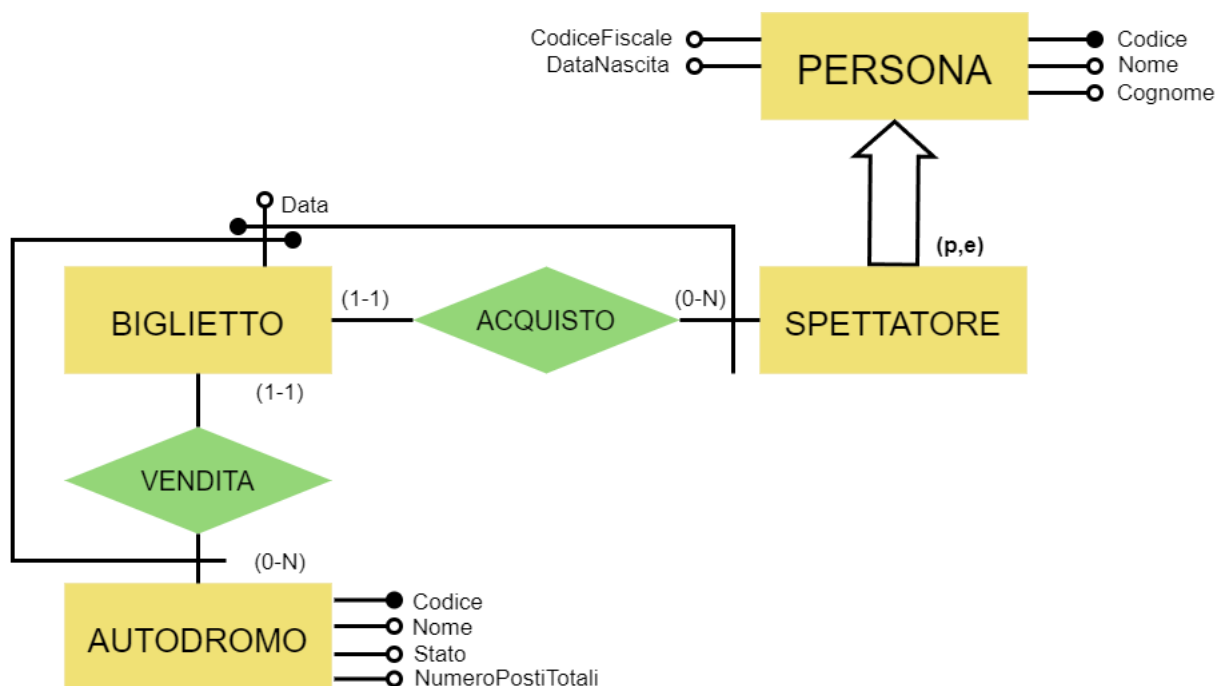 CodiceFiscale
DataNascita
PERSONA
Codice
Nome
Cognome
Data
(p,e)
BIGLIETTO
(1-1)
ACQUISTO
(0-N)
SPETTATORE
(1-1)
VENDITA
(0-N)
AUTODROMO
Codice
Nome
Stato
NumeroPostiTotali